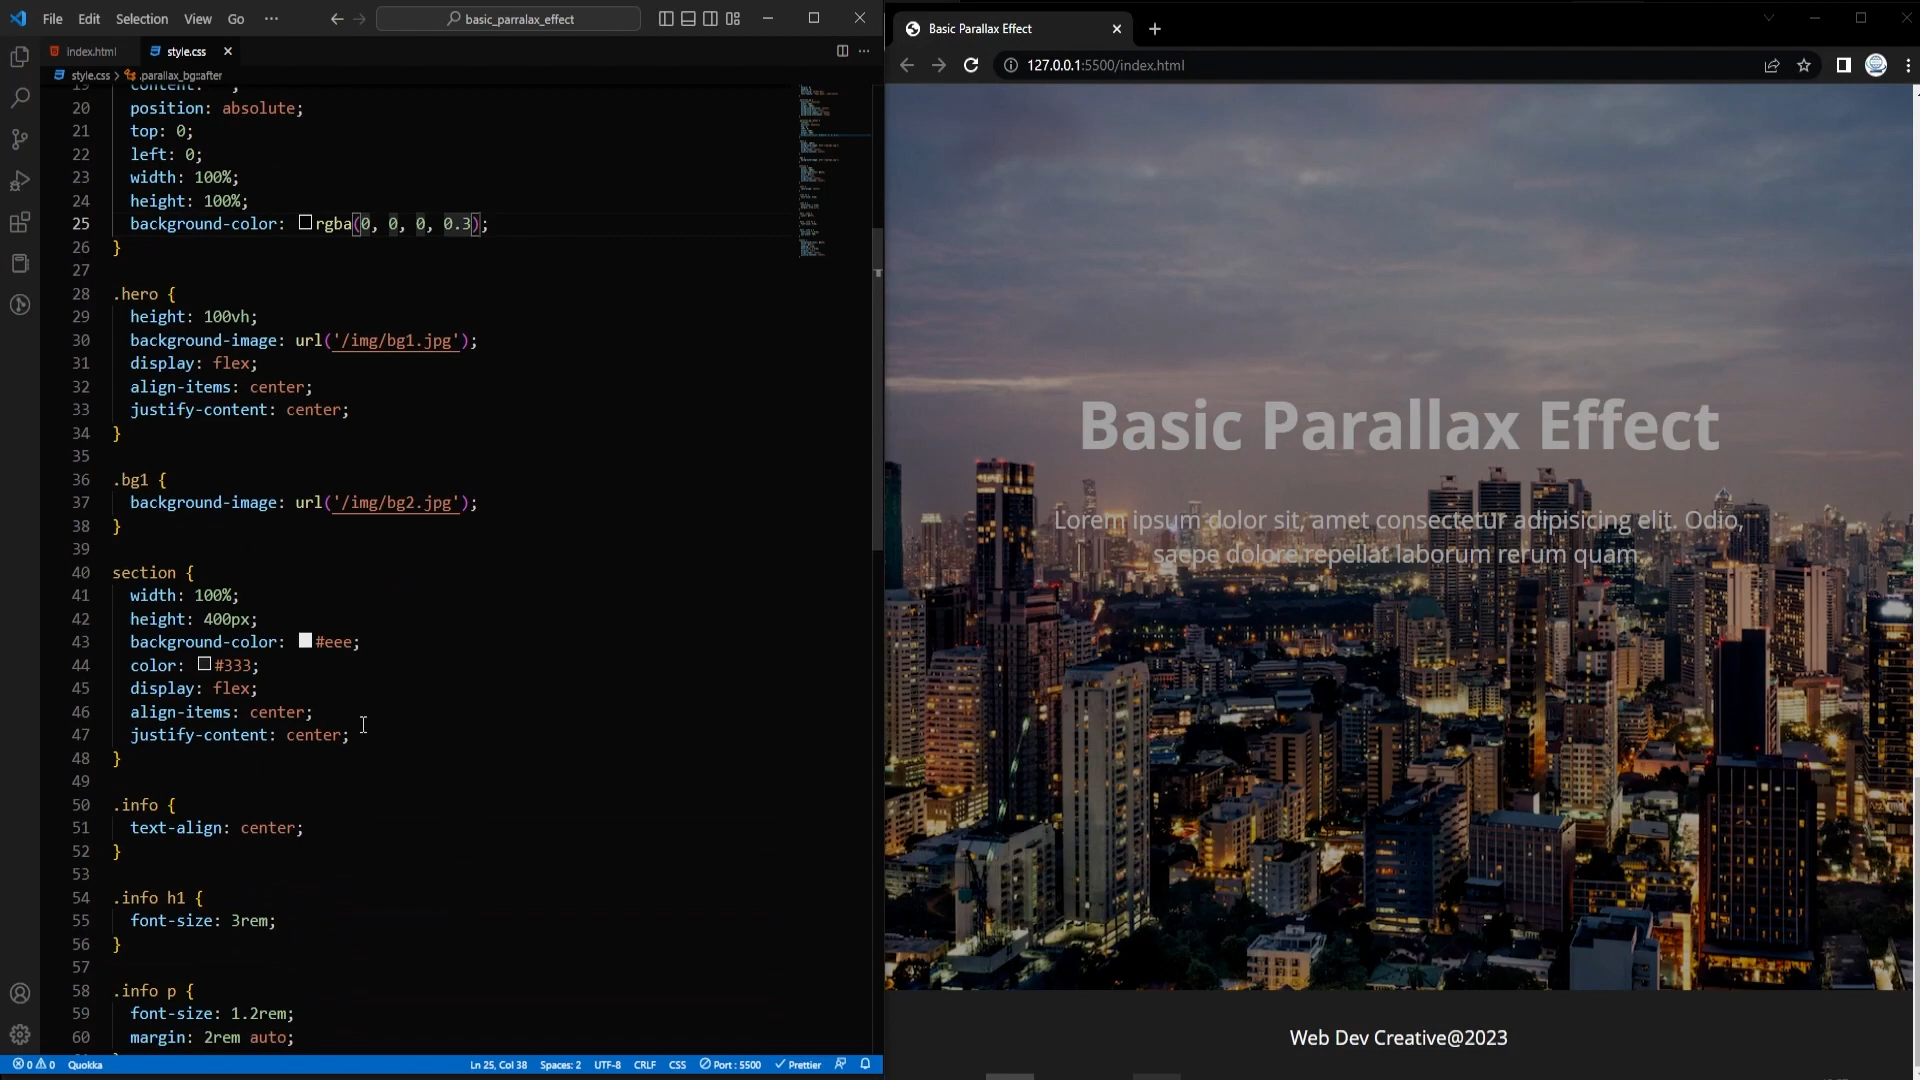 File Edit Selection View Go ··· basic_parralax_effect
index.html style.css
style.css > .parallax_bg::after
20 position: absolute;
21 top: 0;
22 left: 0;
23 width: 100%;
24 height: 100%;
25 background-color: rgba(0, 0, 0, 0.3);
26 }
27
28 .hero {
29 height: 100vh;
30 background-image: url('/img/bg1.jpg');
31 display: flex;
32 align-items: center;
33 justify-content: center;
34 }
35
36 .bg1 {
37 background-image: url('/img/bg2.jpg');
38 }
39
40 section {
41 width: 100%;
42 height: 400px;
43 background-color: #eee;
44 color: #333;
45 display: flex;
46 align-items: center;
47 justify-content: center;
48 }
49
50 .info {
51 text-align: center;
52 }
53
54 .info h1 {
55 font-size: 3rem;
56 }
57
58 .info p {
59 font-size: 1.2rem;
60 margin: 2rem auto;
0 0 Quokka Ln 25, Col 38 Spaces: 2 UTF-8 CRLF CSS Port : 5500 Prettier
Basic Parallax Effect
127.0.0.1:5500/index.html
Basic Parallax Effect
Lorem ipsum dolor sit, amet consectetur adipisicing elit. Odio,
saepe dolore repellat laborum rerum quam.
Web Dev Creative@2023